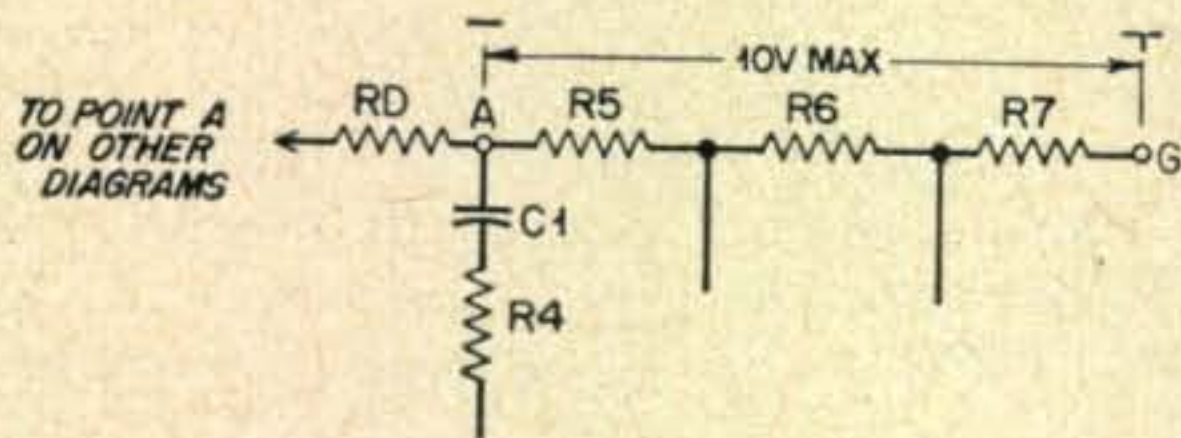 10V MAX
TO POINT A
ON OTHER
DIAGRAMS
RD
A
R5
R6
R7
G
C1
R4